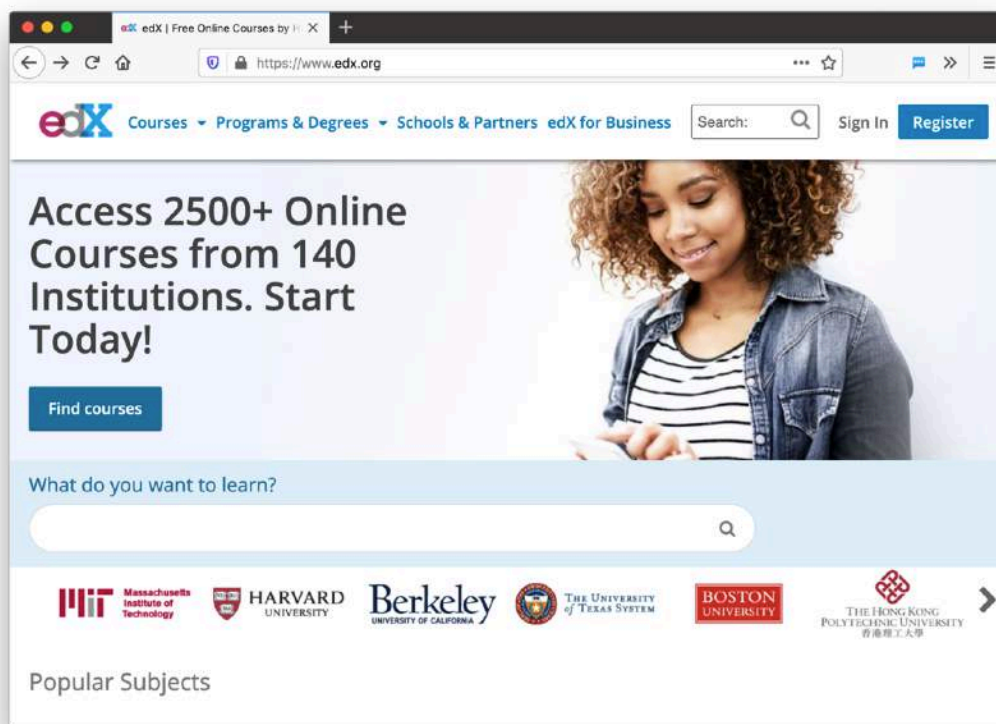 edX edX | Free Online Courses by H
https://www.edx.org
edX Courses Programs & Degrees Schools & Partners edX for Business Search: Sign In Register
Access 2500+ Online
Courses from 140
Institutions. Start
Today!
Find courses
What do you want to learn?
MIT Massachusetts
Institute of
Technology
HARVARD
UNIVERSITY
Berkeley
UNIVERSITY OF CALIFORNIA
THE UNIVERSITY
of TEXAS SYSTEM
BOSTON
UNIVERSITY
THE HONG KONG
POLYTECHNIC UNIVERSITY
香港理工大學
Popular Subjects